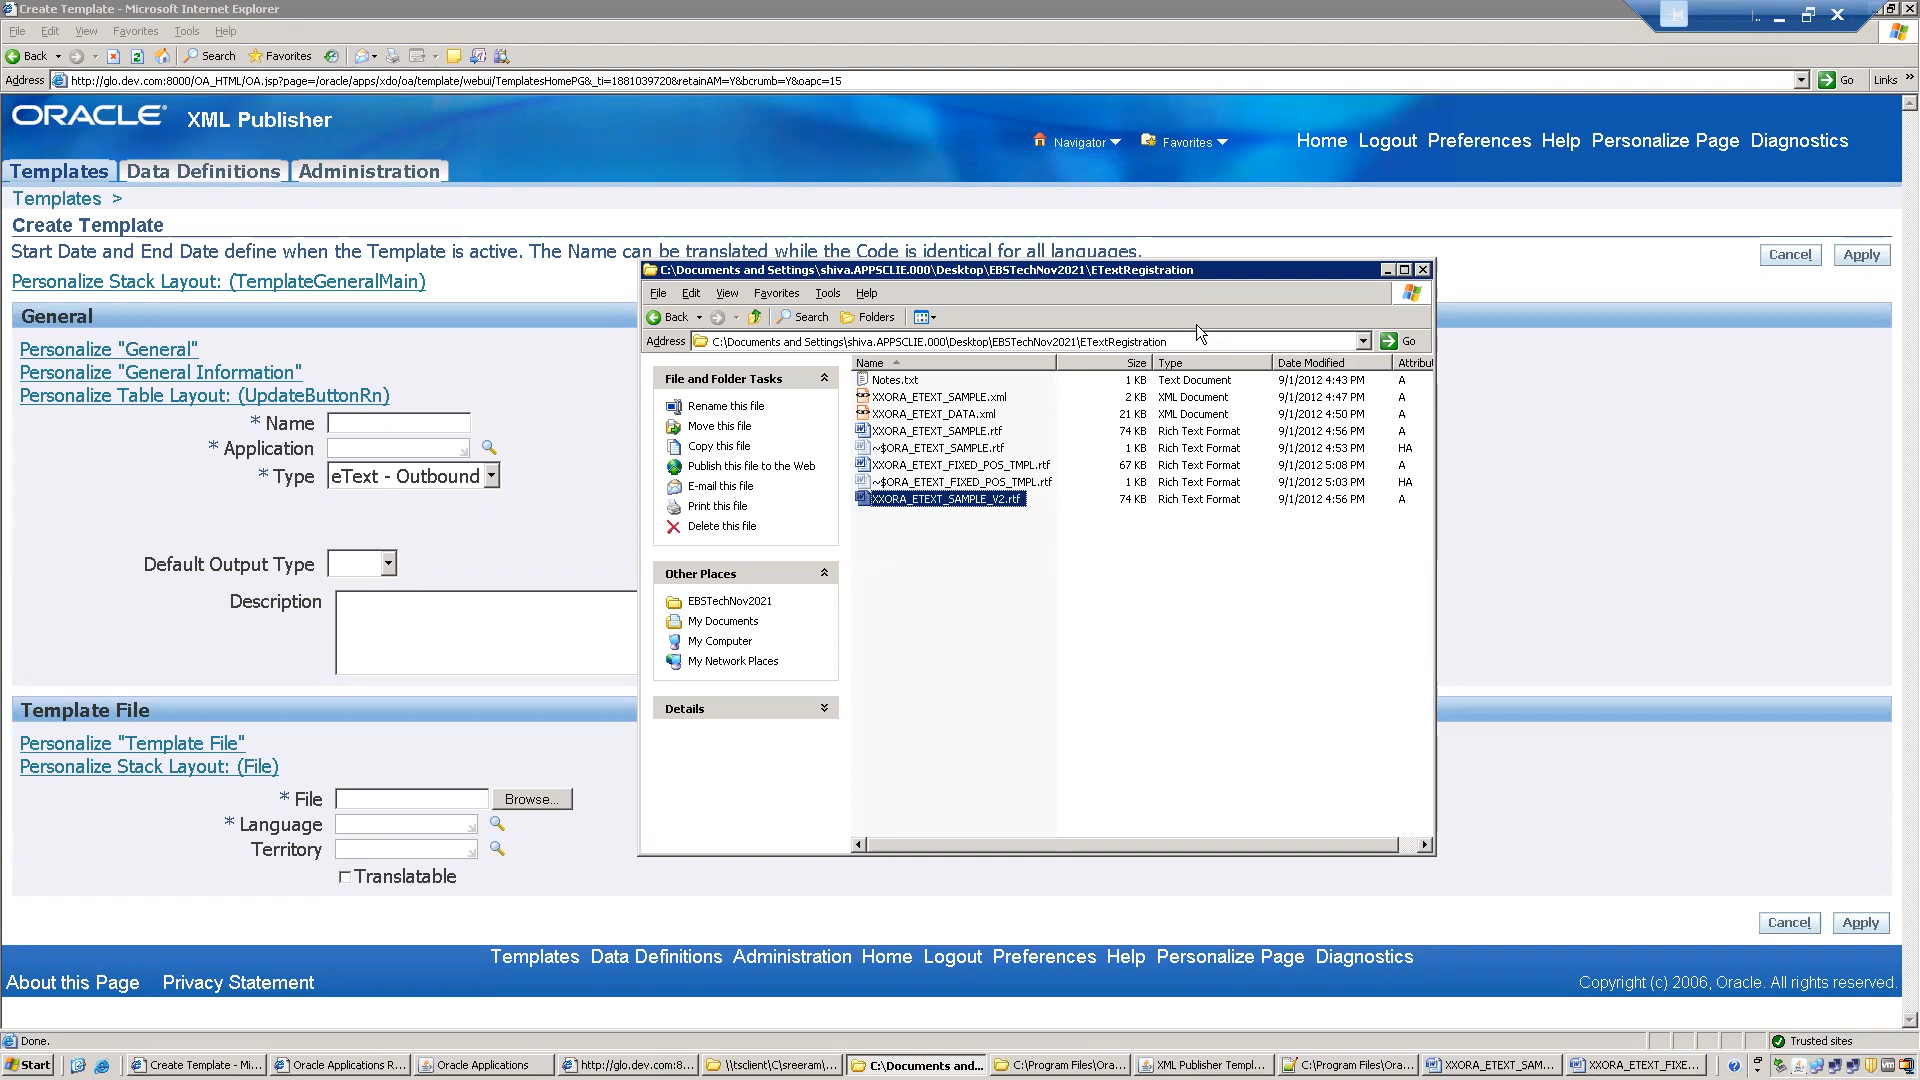 Create Template - Microsoft Internet Explorer
File Edit View Favorites Tools Help
Back Search Favorites
Address http://glo.dev.com:8000/OA_HTML/OA.jsp?page=/oracle/apps/xdo/oa/template/webui/TemplatesHomePG&_ti=1881039720&retainAM=Y&bcrumb=Y&oapc=15 Go Links »
ORACLE® XML Publisher
Navigator Favorites Home Logout Preferences Help Personalize Page Diagnostics
Templates Data Definitions Administration
Templates >
Create Template
Start Date and End Date define when the Template is active. The Name can be translated while the Code is identical for all languages.
Cancel Apply
Personalize Stack Layout: (TemplateGeneralMain)
General
Personalize "General"
Personalize "General Information"
Personalize Table Layout: (UpdateButtonRn)
* Name
* Application
* Type eText - Outbound
Default Output Type
Description
Template File
Personalize "Template File"
Personalize Stack Layout: (File)
* File Browse...
* Language
Territory
Translatable
C:\Documents and Settings\shiva.APPSCLIE.000\Desktop\EBSTechNov2021\ETextRegistration
File Edit View Favorites Tools Help
Back Search Folders
Address C:\Documents and Settings\shiva.APPSCLIE.000\Desktop\EBSTechNov2021\ETextRegistration Go
File and Folder Tasks
Rename this file
Move this file
Copy this file
Publish this file to the Web
E-mail this file
Print this file
Delete this file
Other Places
EBSTechNov2021
My Documents
My Computer
My Network Places
Details
Name Size Type Date Modified Attribu
Notes.txt 1 KB Text Document 9/1/2012 4:43 PM A
XXORA_ETEXT_SAMPLE.xml 2 KB XML Document 9/1/2012 4:47 PM A
XXORA_ETEXT_DATA.xml 21 KB XML Document 9/1/2012 4:50 PM A
XXORA_ETEXT_SAMPLE.rtf 74 KB Rich Text Format 9/1/2012 4:56 PM A
~$ORA_ETEXT_SAMPLE.rtf 1 KB Rich Text Format 9/1/2012 4:53 PM HA
XXORA_ETEXT_FIXED_POS_TMPL.rtf 67 KB Rich Text Format 9/1/2012 5:08 PM A
~$ORA_ETEXT_FIXED_POS_TMPL.rtf 1 KB Rich Text Format 9/1/2012 5:03 PM HA
XXORA_ETEXT_SAMPLE_V2.rtf 74 KB Rich Text Format 9/1/2012 4:56 PM A
Cancel Apply
Templates Data Definitions Administration Home Logout Preferences Help Personalize Page Diagnostics
About this Page Privacy Statement Copyright (c) 2006, Oracle. All rights reserved.
Done. Trusted sites
Start Create Template - Mi... Oracle Applications R... Oracle Applications http://glo.dev.com:8... \\tsclient\C\sreeram\... C:\Documents and... C:\Program Files\Ora... XML Publisher Templ... C:\Program Files\Ora... XXORA_ETEXT_SAM... XXORA_ETEXT_FIXE...